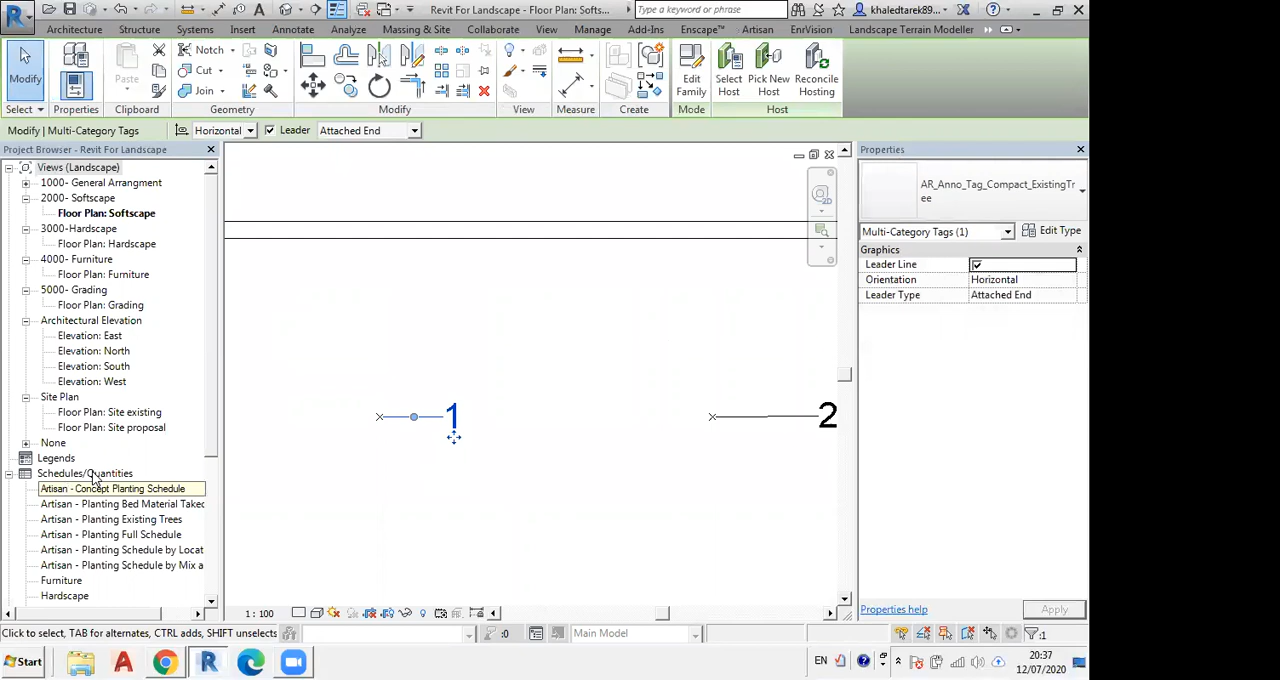 Revit For Landscape - Floor Plan: Softs...
Type a keyword or phrase
khaledtarek89...
Architecture Structure Systems Insert Annotate Analyze Massing & Site Collaborate View Manage Add-Ins Enscape™ Artisan EnrVision Landscape Terrain Modeller
Modify Paste Notch Cut Join Edit Family Select Host Pick New Host Reconcile Hosting
Select Properties Clipboard Geometry Modify View Measure Create Mode Host
Modify | Multi-Category Tags Horizontal Leader Attached End
Project Browser - Revit For Landscape
Views (Landscape)
1000- General Arrangment
2000- Softscape
Floor Plan: Softscape
3000-Hardscape
Floor Plan: Hardscape
4000- Furniture
Floor Plan: Furniture
5000- Grading
Floor Plan: Grading
Architectural Elevation
Elevation: East
Elevation: North
Elevation: South
Elevation: West
Site Plan
Floor Plan: Site existing
Floor Plan: Site proposal
None
Legends
Schedules/Quantities
Artisan - Concept Planting Schedule
Artisan - Planting Bed Material Takeo
Artisan - Planting Existing Trees
Artisan - Planting Full Schedule
Artisan - Planting Schedule by Locat
Artisan - Planting Schedule by Mix a
Furniture
Hardscape
2D
1
2
Properties
AR_Anno_Tag_Compact_ExistingTr
ee
Multi-Category Tags (1) Edit Type
Graphics
Leader Line
Orientation Horizontal
Leader Type Attached End
Properties help Apply
1 : 100
Click to select, TAB for alternates, CTRL adds, SHIFT unselects
:0
Main Model
:1
Start
EN
20:37
12/07/2020